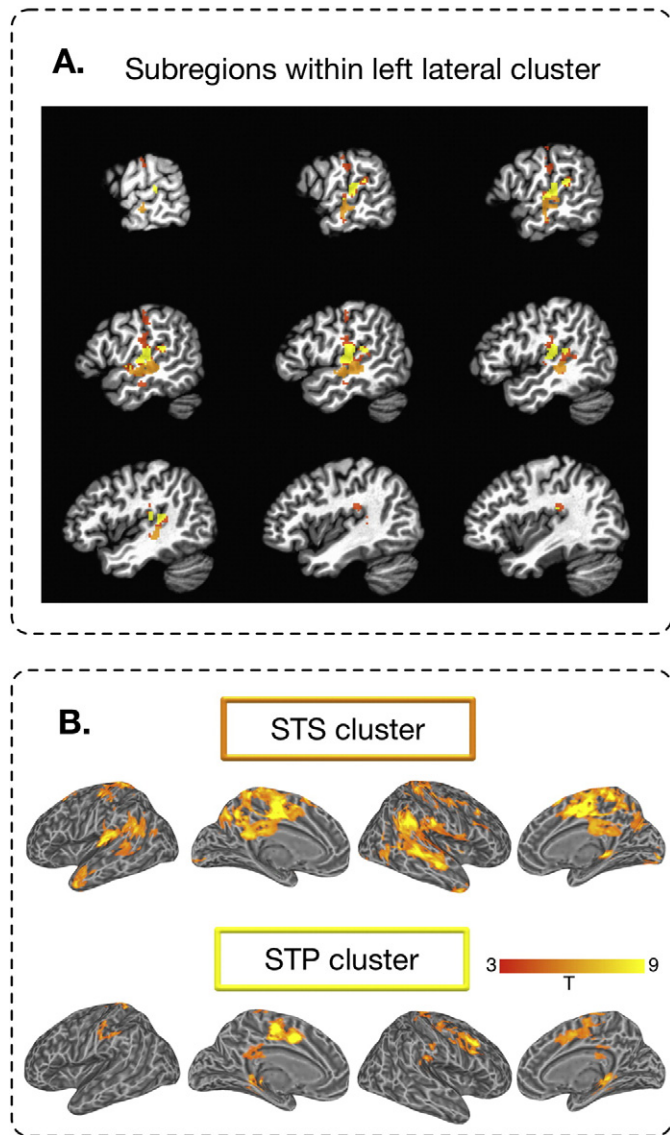 A. Subregions within left lateral cluster
B.
STS cluster
STP cluster
3 9
T